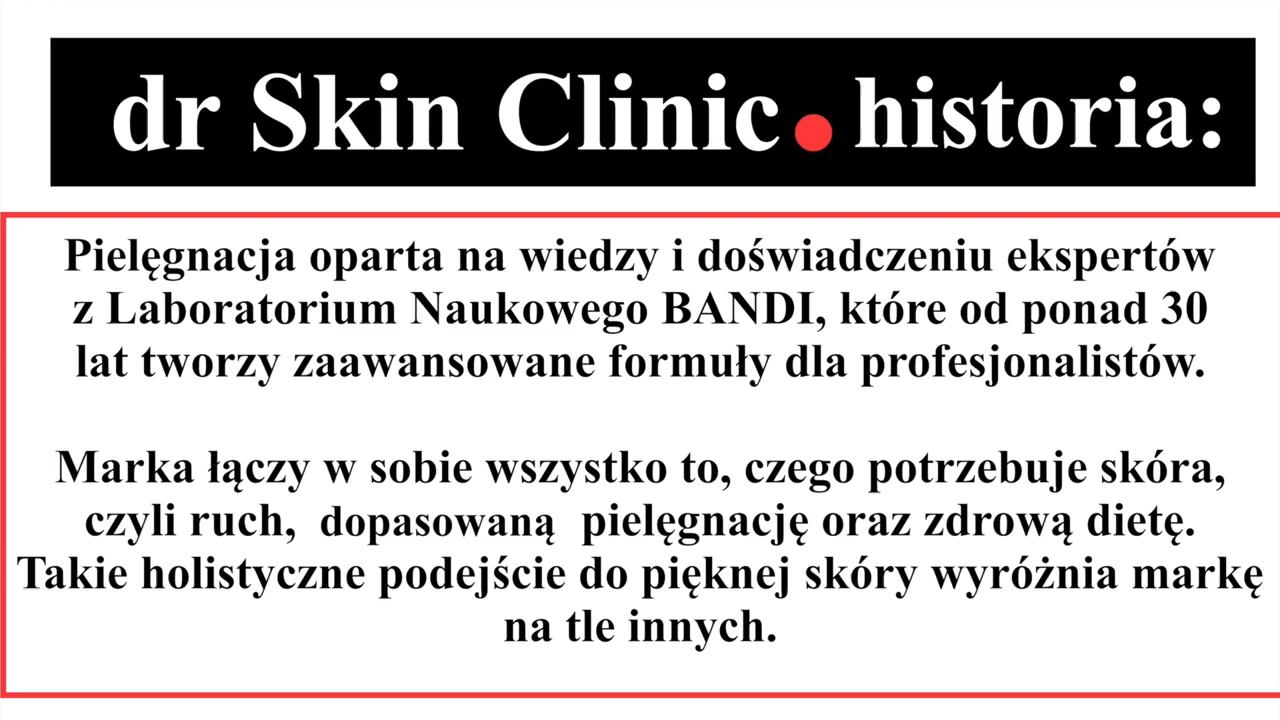 dr Skin Clinic. historia:
Pielęgnacja oparta na wiedzy i doświadczeniu ekspertów
z Laboratorium Naukowego BANDI, które od ponad 30
lat tworzy zaawansowane formuły dla profesjonalistów.
Marka łączy w sobie wszystko to, czego potrzebuje skóra,
czyli ruch, dopasowaną pielęgnację oraz zdrową dietę.
Takie holistyczne podejście do pięknej skóry wyróżnia markę
na tle innych.